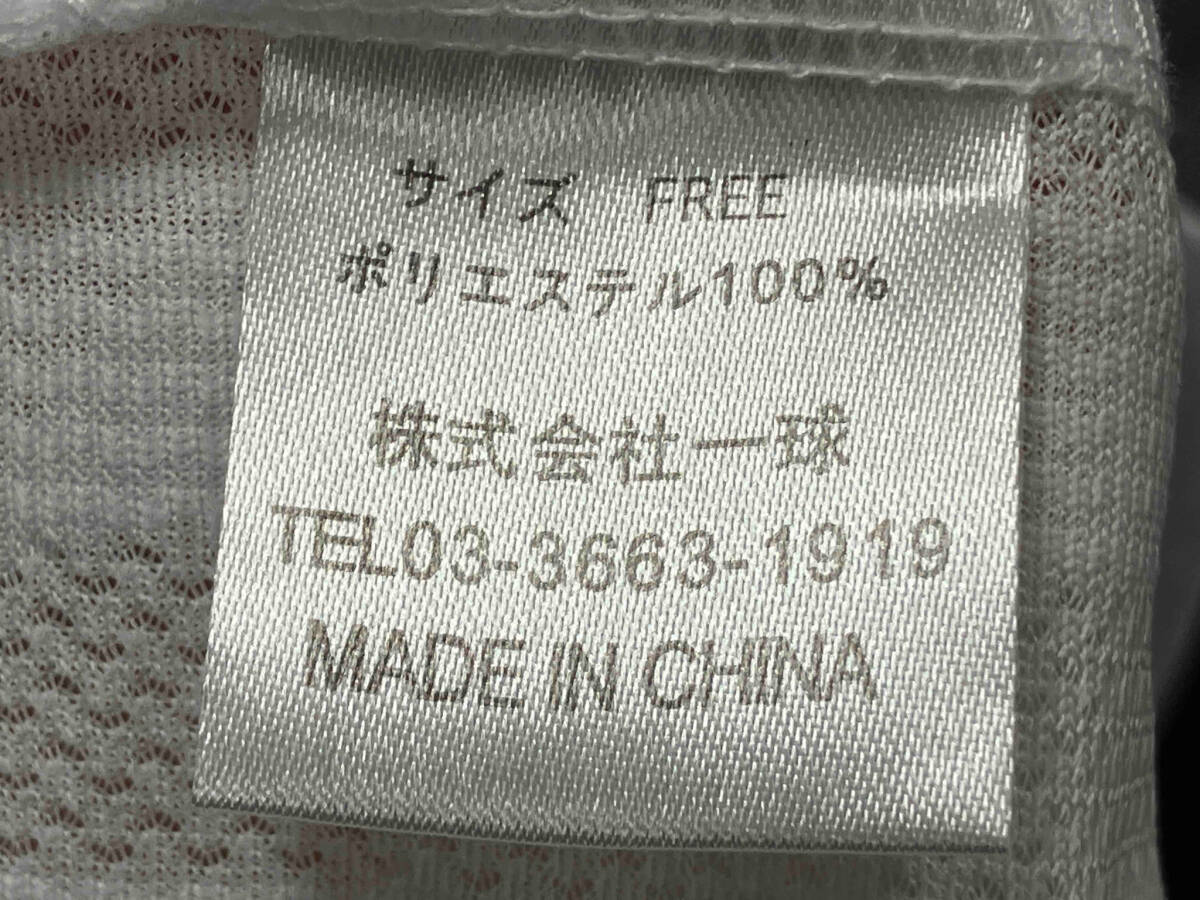 サイズ　FREE
ポリエステル100%
株式会社一球
TEL03-3663-1919
MADE IN CHINA